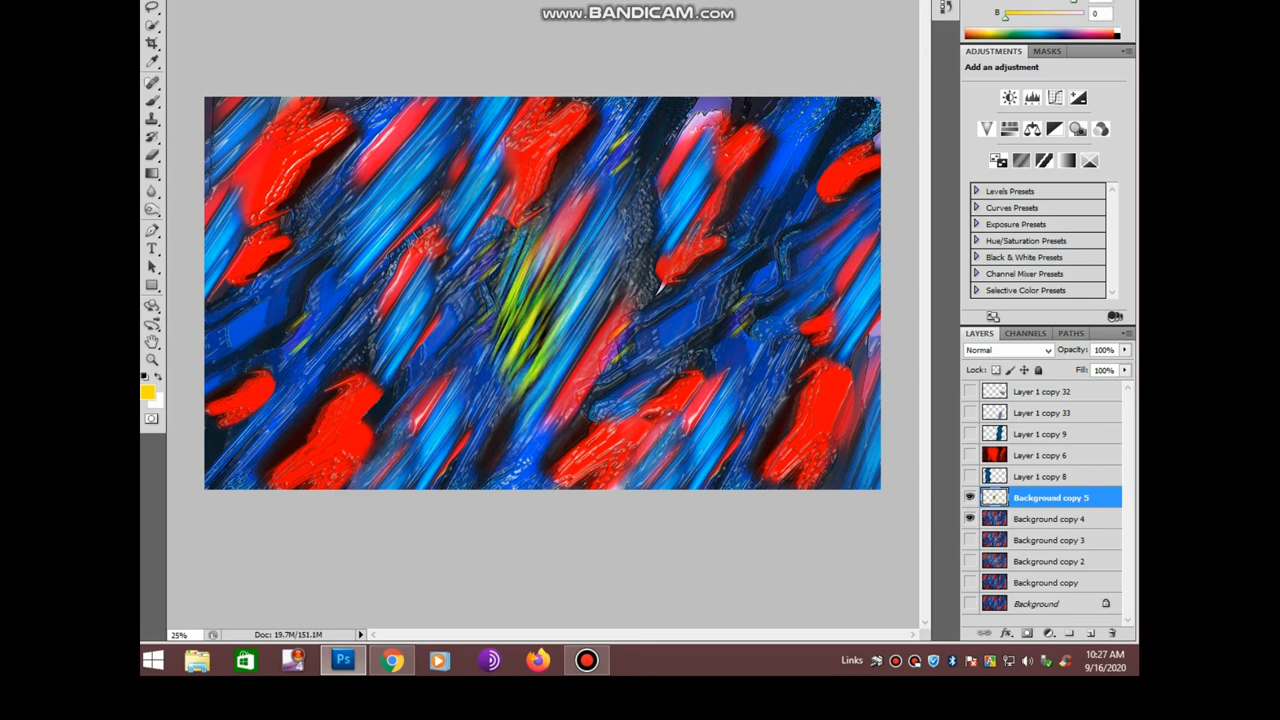 www.BANDICAM.com
B 0
ADJUSTMENTS MASKS
Add an adjustment
Levels Presets
Curves Presets
Exposure Presets
Hue/Saturation Presets
Black & White Presets
Channel Mixer Presets
Selective Color Presets
LAYERS CHANNELS PATHS
Normal Opacity: 100%
Lock: Fill: 100%
Layer 1 copy 32
Layer 1 copy 33
Layer 1 copy 9
Layer 1 copy 6
Layer 1 copy 8
Background copy 5
Background copy 4
Background copy 3
Background copy 2
Background copy
Background
fx
25% Doc: 19.7M/151.1M
Ps
4
Links
10:27 AM
9/16/2020